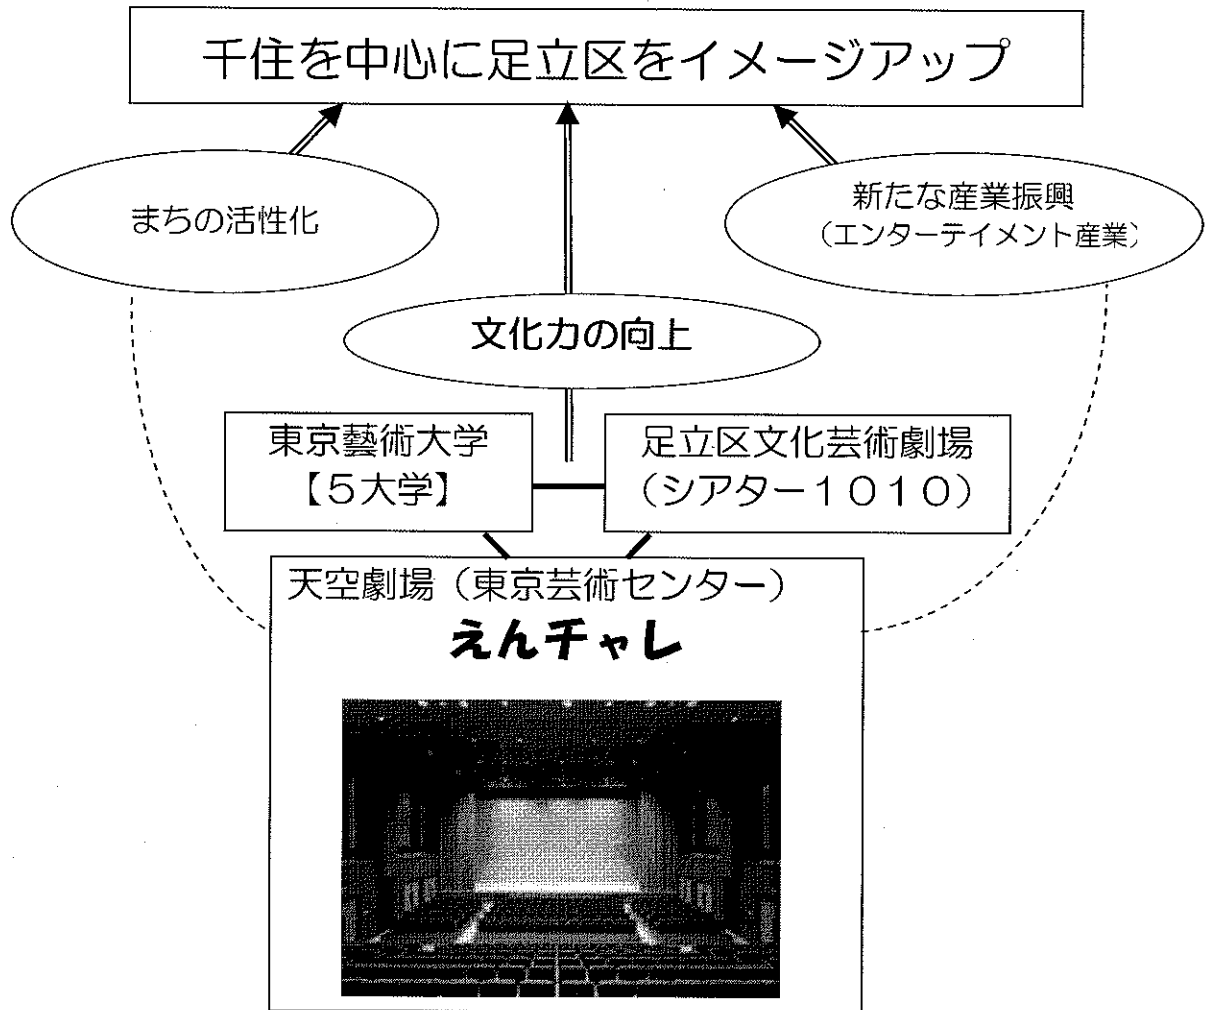 千住を中心に足立区をイメージアップ
まちの活性化
新たな産業振興
（エンターテイメント産業）
文化力の向上
東京藝術大学
【５大学】
足立区文化芸術劇場
（シアター１０１０）
天空劇場（東京芸術センター）
えんチャレ